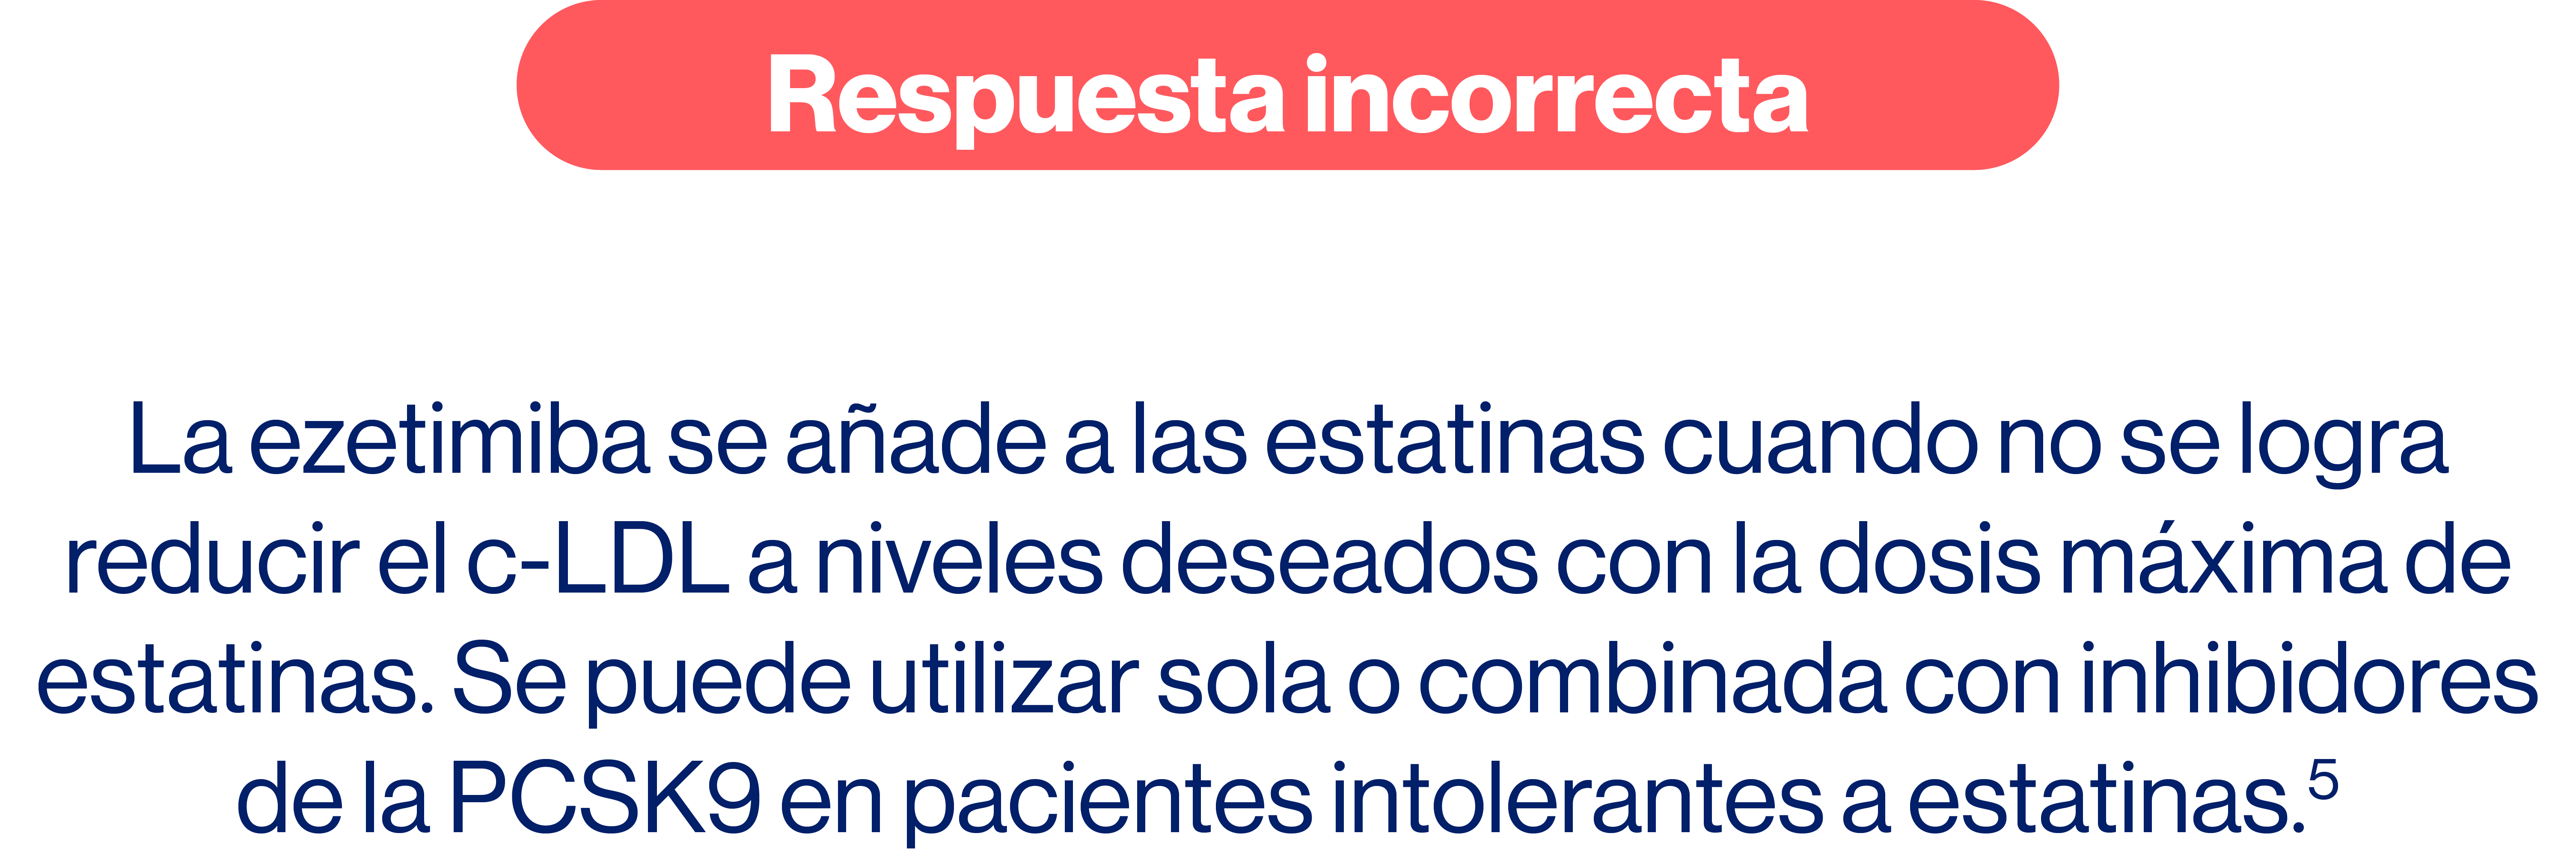 Respuesta incorrecta
La ezetimiba se añade a las estatinas cuando no se logra
reducir el c-LDL a niveles deseados con la dosis máxima de
estatinas. Se puede utilizar sola o combinada con inhibidores
de la PCSK9 en pacientes intolerantes a estatinas.⁵